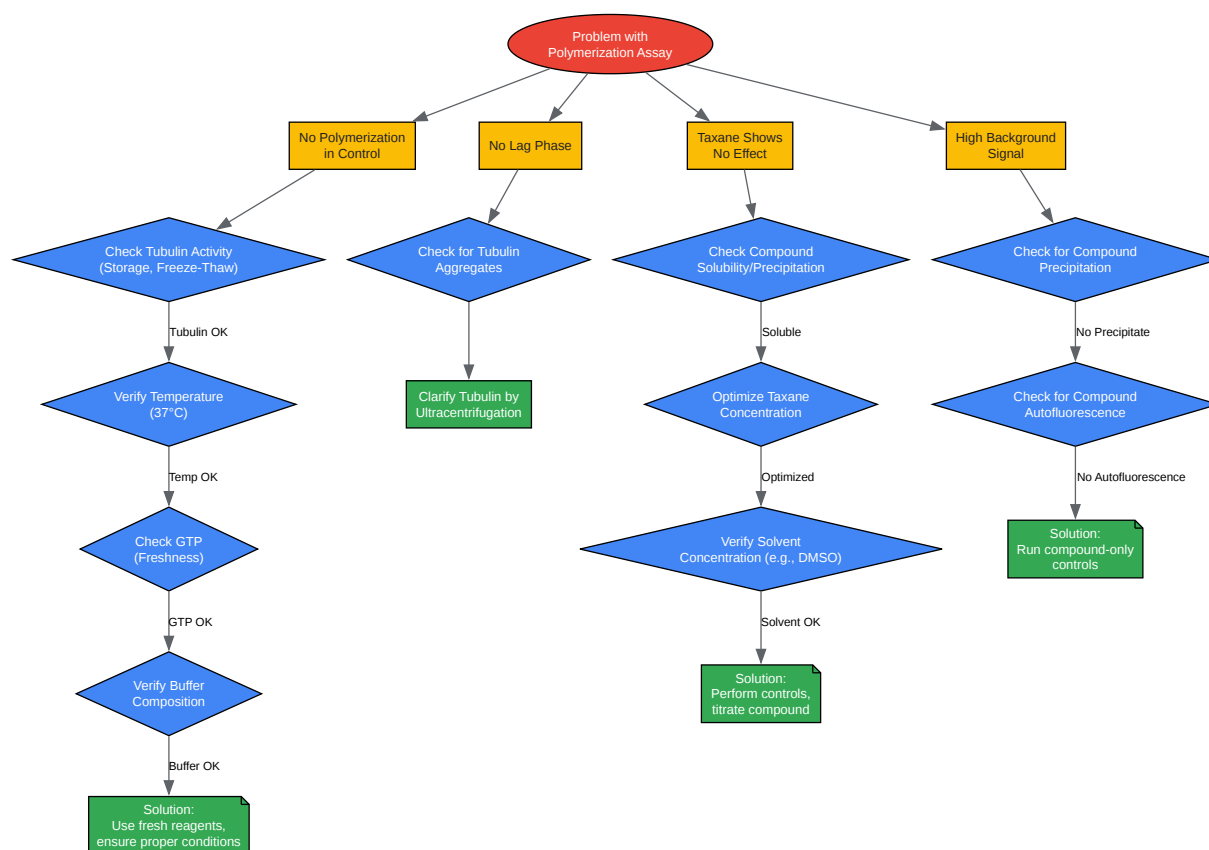 Problem with
Polymerization Assay
No Polymerization
in Control
No Lag Phase
Taxane Shows
No Effect
High Background
Signal
Check Tubulin Activity
(Storage, Freeze-Thaw)
Check for Tubulin
Aggregates
Check Compound
Solubility/Precipitation
Check for Compound
Precipitation
Tubulin OK
Soluble
No Precipitate
Verify Temperature
(37°C)
Clarify Tubulin by
Ultracentrifugation
Optimize Taxane
Concentration
Check for Compound
Autofluorescence
Temp OK
Optimized
No Autofluorescence
Check GTP
(Freshness)
Verify Solvent
Concentration (e.g., DMSO)
Solution:
Run compound-only
controls
GTP OK
Solvent OK
Verify Buffer
Composition
Solution:
Perform controls,
titrate compound
Buffer OK
Solution:
Use fresh reagents,
ensure proper conditions